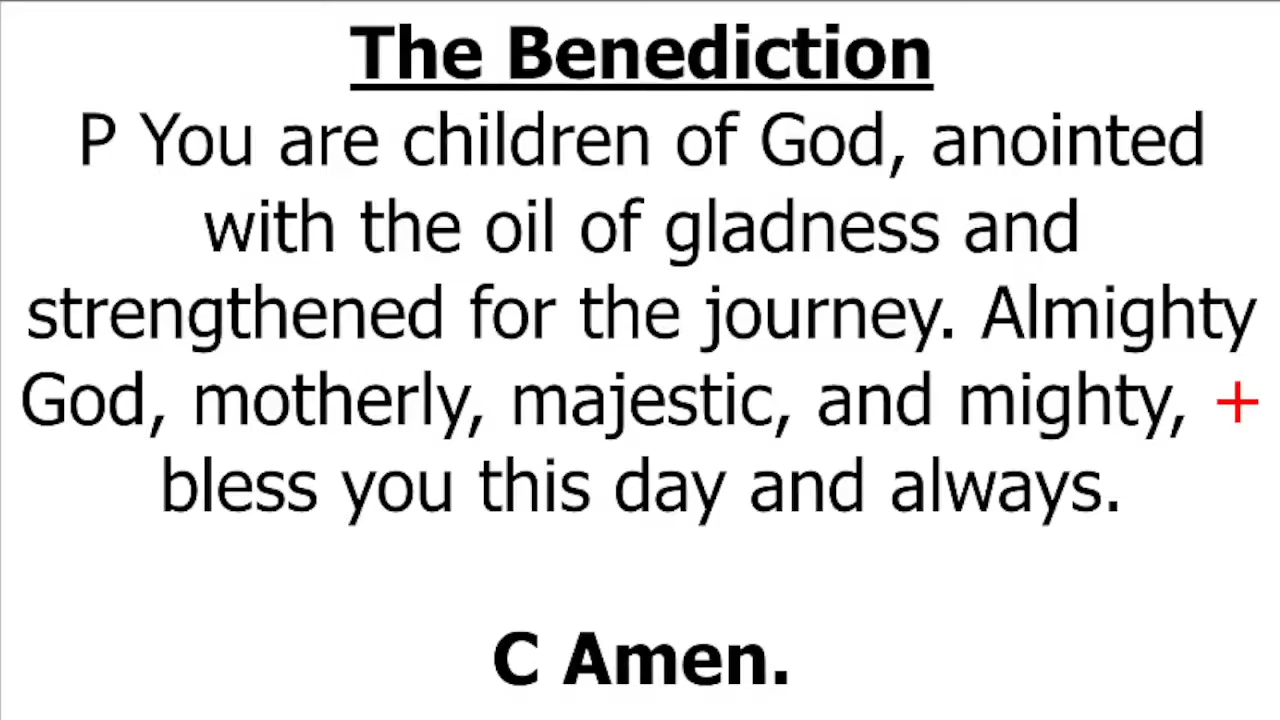 The Benediction
P You are children of God, anointed
with the oil of gladness and
strengthened for the journey. Almighty
God, motherly, majestic, and mighty, +
bless you this day and always.
C Amen.